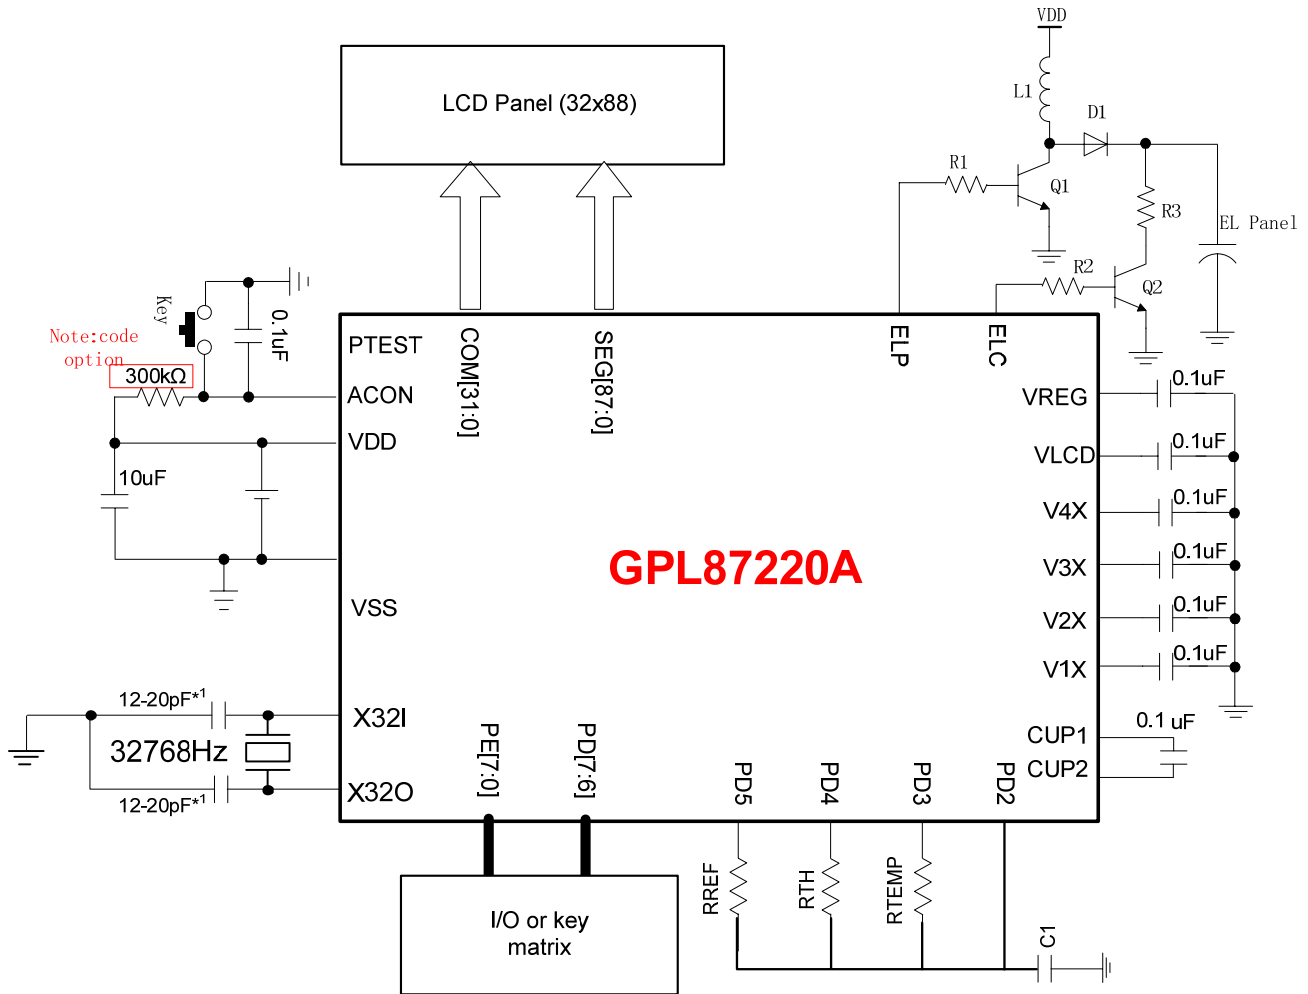 VDD
L1
D1
LCD Panel (32x88)
R1
Q1
R3
EL Panel
R2
Q2
Key
0.1uF
Note:code
option
300kΩ
PTEST
ACON
VDD
10uF
VSS
COM[31:0]
SEG[87:0]
ELP
ELC
VREG
0.1uF
VLCD
0.1uF
V4X
0.1uF
V3X
0.1uF
V2X
0.1uF
V1X
0.1uF
GPL87220A
12-20pF*1
X32I
32768Hz
X32O
12-20pF*1
PE[7:0]
PD[7:6]
PD5
PD4
PD3
PD2
CUP1
CUP2
0.1 uF
RREF
RTH
RTEMP
C1
I/O or key
matrix